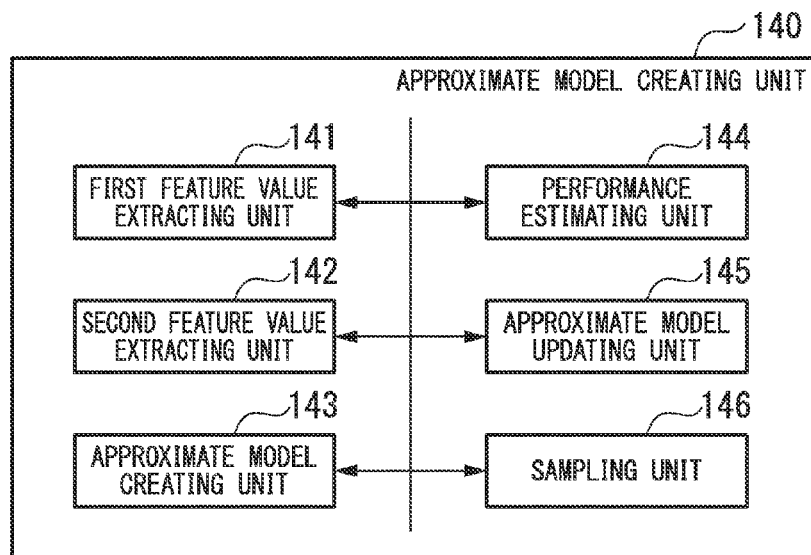 140
APPROXIMATE MODEL CREATING UNIT
141
FIRST FEATURE VALUE
EXTRACTING UNIT
144
PERFORMANCE
ESTIMATING UNIT
142
SECOND FEATURE VALUE
EXTRACTING UNIT
145
APPROXIMATE MODEL
UPDATING UNIT
143
APPROXIMATE MODEL
CREATING UNIT
146
SAMPLING UNIT